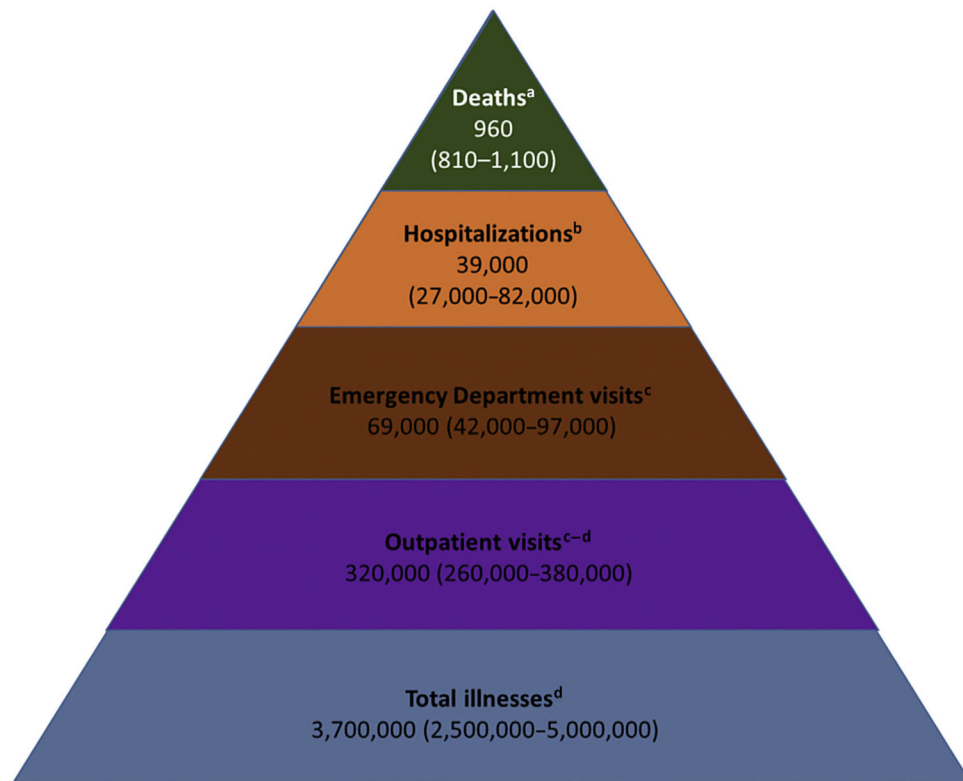 Deathsᵃ
960
(810–1,100)
Hospitalizationsᵇ
39,000
(27,000–82,000)
Emergency Department visitsᶜ
69,000 (42,000–97,000)
Outpatient visitsᶜ⁻ᵈ
320,000 (260,000–380,000)
Total illnessesᵈ
3,700,000 (2,500,000–5,000,000)